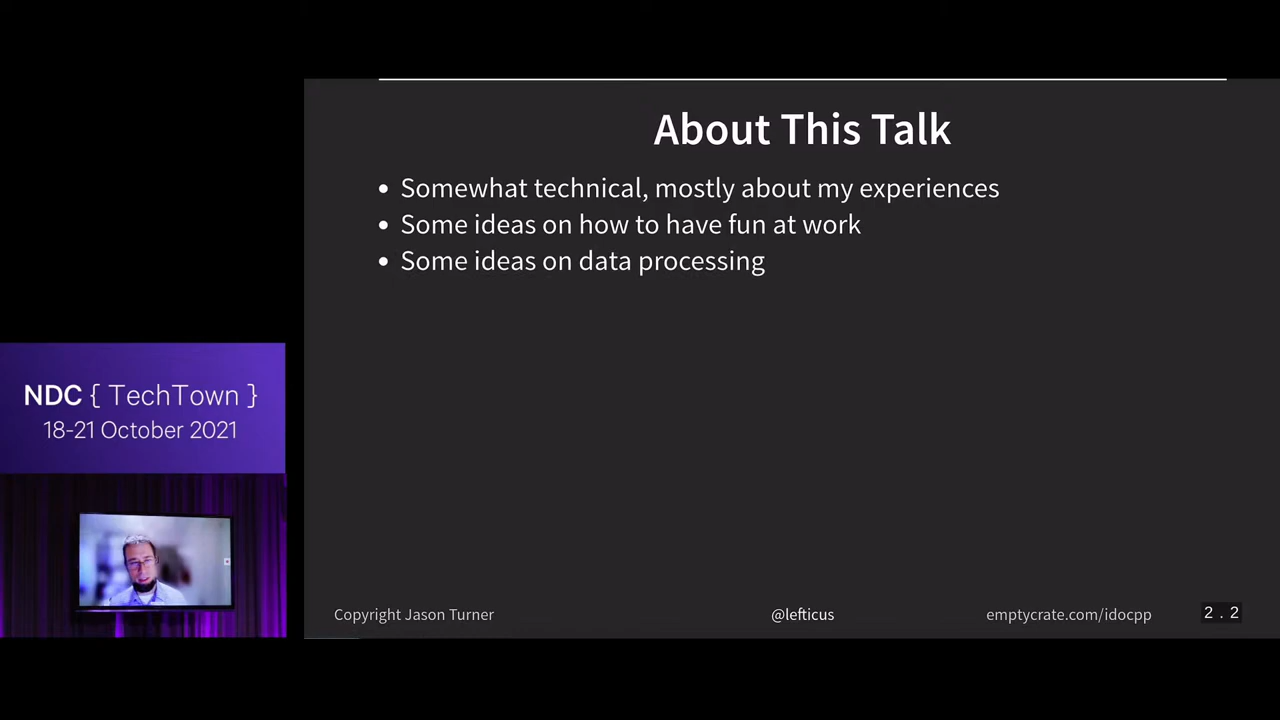 About This Talk
Somewhat technical, mostly about my experiences
Some ideas on how to have fun at work
Some ideas on data processing
NDC { TechTown }
18-21 October 2021
Copyright Jason Turner
@lefticus
emptycrate.com/idocpp
2 . 2